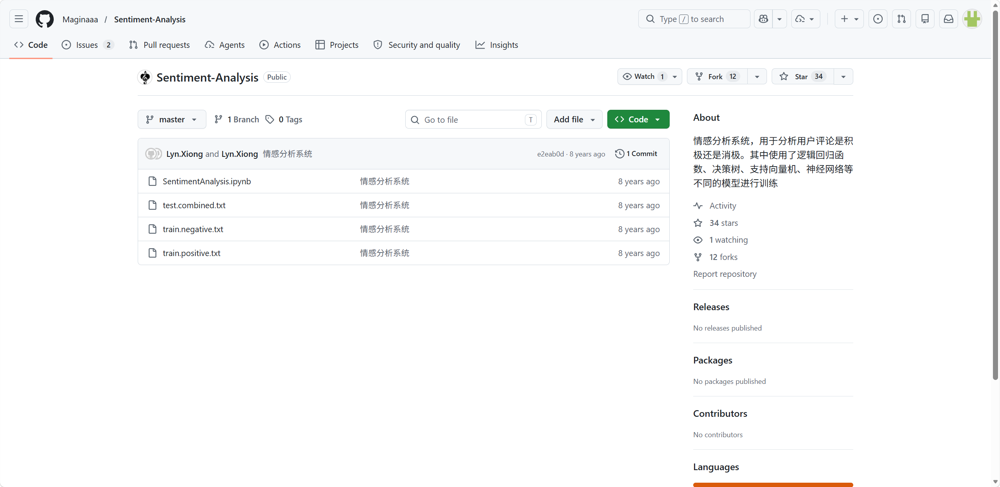 Maginaaa / Sentiment-Analysis
Type / to search
Code
Issues 2
Pull requests
Agents
Actions
Projects
Security and quality
Insights
Sentiment-Analysis Public
Watch 1
Fork 12
Star 34
master
1 Branch
0 Tags
Go to file T
Add file
Code
Lyn.Xiong and Lyn.Xiong 情感分析系统
e2eab0d · 8 years ago
1 Commit
SentimentAnalysis.ipynb 情感分析系统 8 years ago
test.combined.txt 情感分析系统 8 years ago
train.negative.txt 情感分析系统 8 years ago
train.positive.txt 情感分析系统 8 years ago
About
情感分析系统，用于分析用户评论是积
极还是消极。其中使用了逻辑回归函
数、决策树、支持向量机、神经网络等
不同的模型进行训练
Activity
34 stars
1 watching
12 forks
Report repository
Releases
No releases published
Packages
No packages published
Contributors
No contributors
Languages